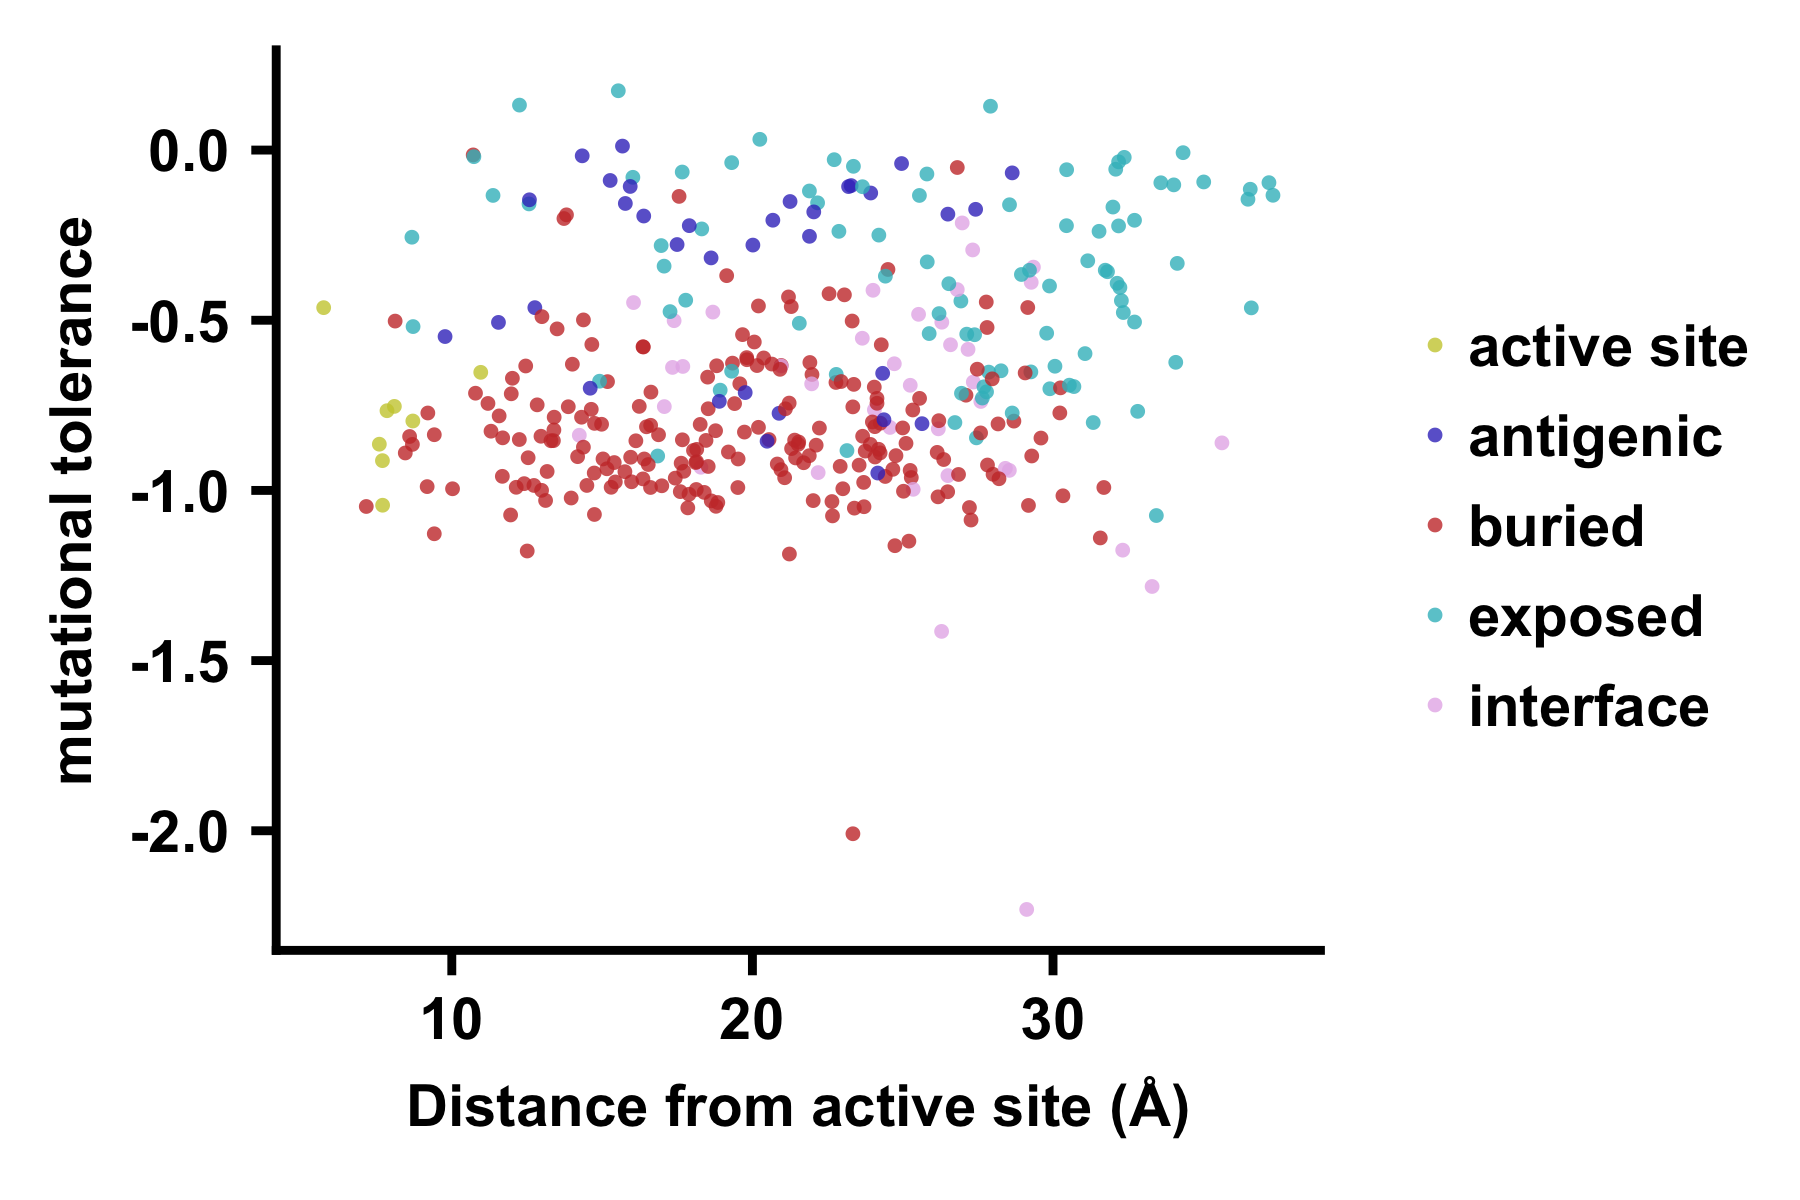 mutational tolerance
0.0
-0.5
-1.0
-1.5
-2.0
10 20 30
Distance from active site (Å)
active site
antigenic
buried
exposed
interface